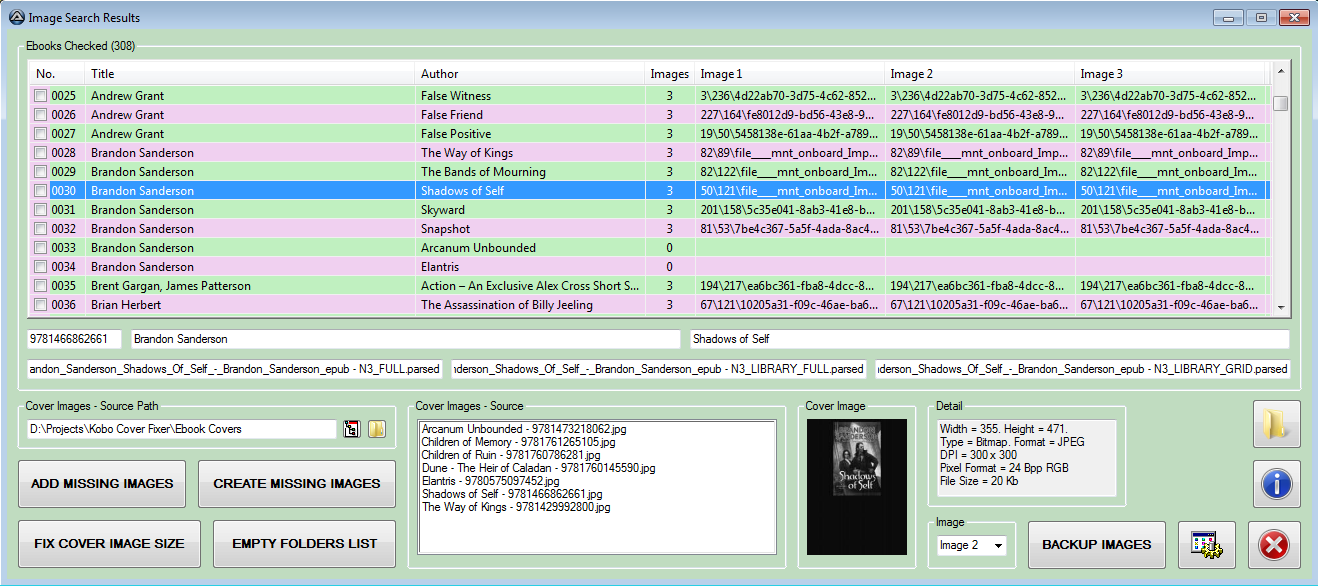 Image Search Results
Ebooks Checked (308)
No. Title Author Images Image 1 Image 2 Image 3
0025 Andrew Grant False Witness 3 3\236\4d22ab70-3d75-4c62-852... 3\236\4d22ab70-3d75-4c62-852... 3\236\4d22ab70-3d75-4c62-852...
0026 Andrew Grant False Friend 3 227\164\fe8012d9-bd56-43e8-9... 227\164\fe8012d9-bd56-43e8-9... 227\164\fe8012d9-bd56-43e8-9...
0027 Andrew Grant False Positive 3 19\50\5458138e-61aa-4b2f-a789... 19\50\5458138e-61aa-4b2f-a789... 19\50\5458138e-61aa-4b2f-a789...
0028 Brandon Sanderson The Way of Kings 3 82\89\file___mnt_onboard_Imp... 82\89\file___mnt_onboard_Imp... 82\89\file___mnt_onboard_Imp...
0029 Brandon Sanderson The Bands of Mourning 3 82\122\file___mnt_onboard_Im... 82\122\file___mnt_onboard_Im... 82\122\file___mnt_onboard_Im...
0030 Brandon Sanderson Shadows of Self 3 50\121\file___mnt_onboard_Im... 50\121\file___mnt_onboard_Im... 50\121\file___mnt_onboard_Im...
0031 Brandon Sanderson Skyward 3 201\158\5c35e041-8ab3-41e8-b... 201\158\5c35e041-8ab3-41e8-b... 201\158\5c35e041-8ab3-41e8-b...
0032 Brandon Sanderson Snapshot 3 81\53\7be4c367-5a5f-4ada-8ac4... 81\53\7be4c367-5a5f-4ada-8ac4... 81\53\7be4c367-5a5f-4ada-8ac4...
0033 Brandon Sanderson Arcanum Unbounded 0
0034 Brandon Sanderson Elantris 0
0035 Brent Gargan, James Patterson Action – An Exclusive Alex Cross Short S... 3 194\217\ea6bc361-fba8-4dcc-8... 194\217\ea6bc361-fba8-4dcc-8... 194\217\ea6bc361-fba8-4dcc-8...
0036 Brian Herbert The Assassination of Billy Jeeling 3 67\121\10205a31-f09c-46ae-ba6... 67\121\10205a31-f09c-46ae-ba6... 67\121\10205a31-f09c-46ae-ba6...
9781466862661 Brandon Sanderson Shadows of Self
andon_Sanderson_Shadows_Of_Self_-_Brandon_Sanderson_epub - N3_FULL.parsed nderson_Shadows_Of_Self_-_Brandon_Sanderson_epub - N3_LIBRARY_FULL.parsed nderson_Shadows_Of_Self_-_Brandon_Sanderson_epub - N3_LIBRARY_GRID.parsed
Cover Images - Source Path
D:\Projects\Kobo Cover Fixer\Ebook Covers
ADD MISSING IMAGES CREATE MISSING IMAGES
FIX COVER IMAGE SIZE EMPTY FOLDERS LIST
Cover Images - Source
Arcanum Unbounded - 9781473218062.jpg
Children of Memory - 9781761265105.jpg
Children of Ruin - 9781760786281.jpg
Dune - The Heir of Caladan - 9781760145590.jpg
Elantris - 9780575097452.jpg
Shadows of Self - 9781466862661.jpg
The Way of Kings - 9781429992800.jpg
Cover Image
Shadows
of Self
Detail
Width = 355. Height = 471.
Type = Bitmap. Format = JPEG
DPI = 300 x 300
Pixel Format = 24 Bpp RGB
File Size = 20 Kb
Image
Image 2
BACKUP IMAGES